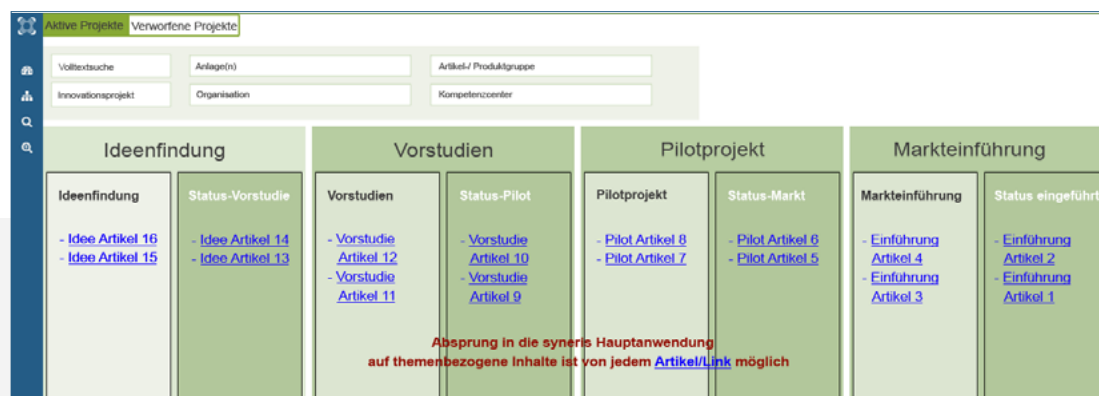 Aktive Projekte Verworfene Projekte
Volltextsuche Anlage(n) Artikel-/ Produktgruppe
Innovationsprojekt Organisation Kompetenzcenter
Ideenfindung Vorstudien Pilotprojekt Markteinführung
Ideenfindung
- Idee Artikel 16
- Idee Artikel 15
Status-Vorstudie
- Idee Artikel 14
- Idee Artikel 13
Vorstudien
- Vorstudie
Artikel 12
- Vorstudie
Artikel 11
Status-Pilot
- Vorstudie
Artikel 10
- Vorstudie
Artikel 9
Pilotprojekt
- Pilot Artikel 8
- Pilot Artikel 7
Status-Markt
- Pilot Artikel 6
- Pilot Artikel 5
Markteinführung
- Einführung
Artikel 4
- Einführung
Artikel 3
Status eingeführt
- Einführung
Artikel 2
- Einführung
Artikel 1
Absprung in die syneris Hauptanwendung
auf themenbezogene Inhalte ist von jedem Artikel/Link möglich